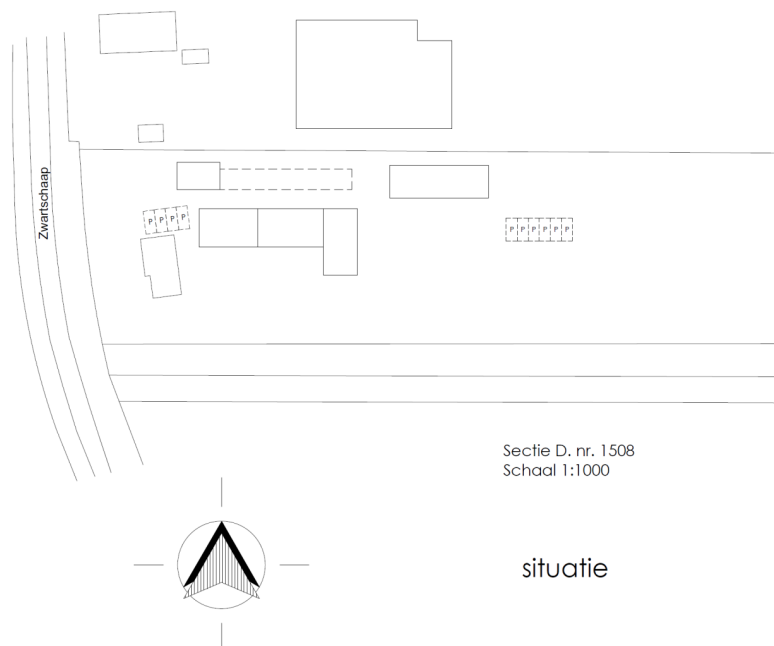 Zwartschaap
P P P P
P P P P P P
Sectie D. nr. 1508
Schaal 1:1000
situatie